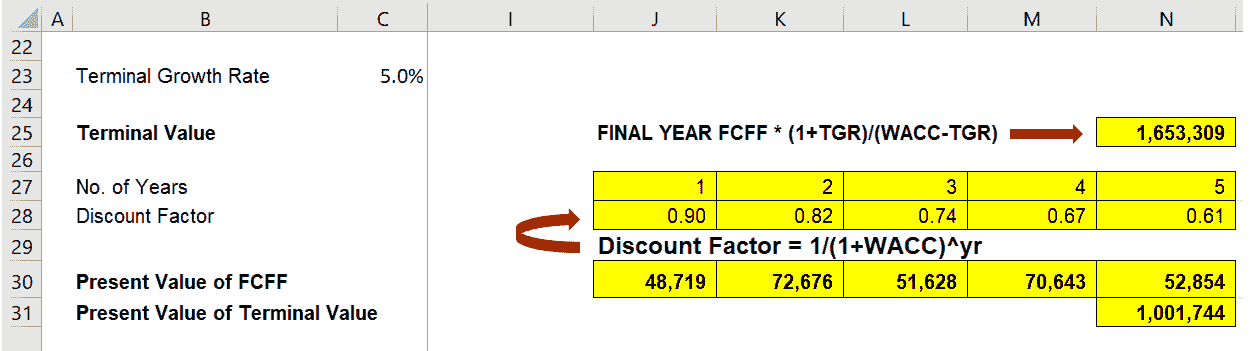 A B C I J K L M N
22
23 Terminal Growth Rate 5.0%
24
25 Terminal Value FINAL YEAR FCFF * (1+TGR)/(WACC-TGR) 1,653,309
26
27 No. of Years 1 2 3 4 5
28 Discount Factor 0.90 0.82 0.74 0.67 0.61
29 Discount Factor = 1/(1+WACC)^yr
30 Present Value of FCFF 48,719 72,676 51,628 70,643 52,854
31 Present Value of Terminal Value 1,001,744